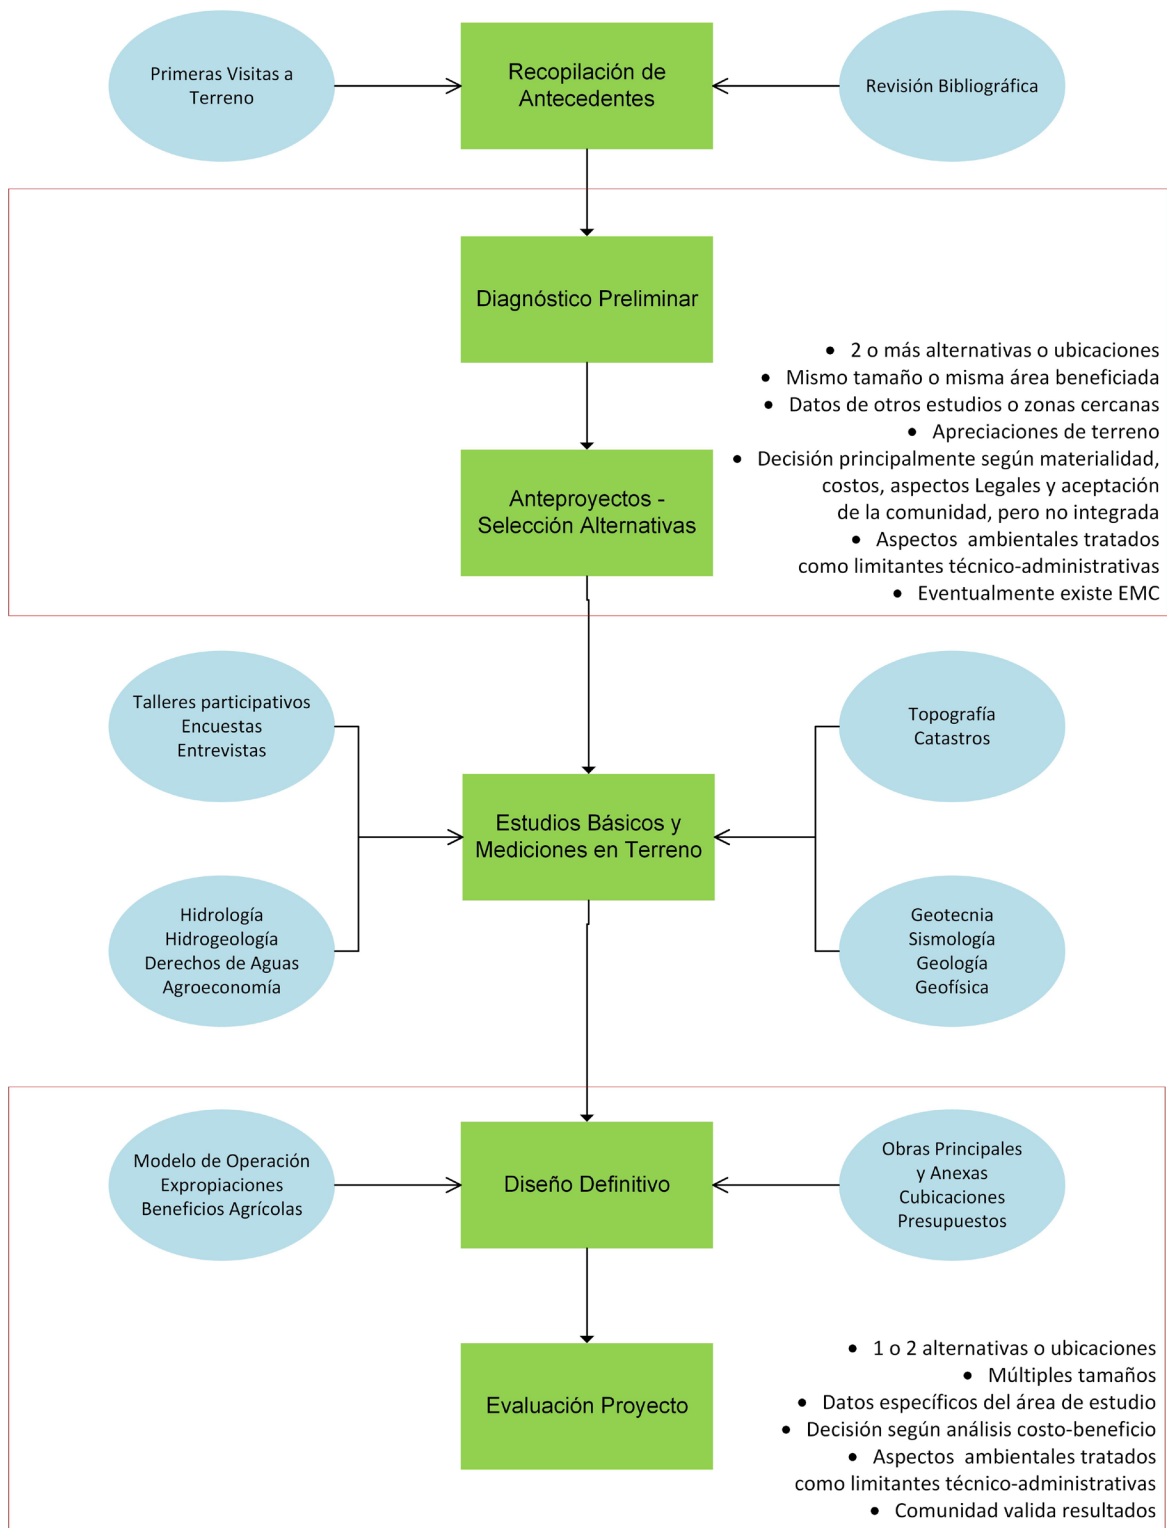 Primeras Visitas a
Terreno
Recopilación de
Antecedentes
Revisión Bibliográfica
Diagnóstico Preliminar
• 2 o más alternativas o ubicaciones
• Mismo tamaño o misma área beneficiada
• Datos de otros estudios o zonas cercanas
• Apreciaciones de terreno
• Decisión principalmente según materialidad,
costos, aspectos Legales y aceptación
de la comunidad, pero no integrada
• Aspectos  ambientales tratados
como limitantes técnico-administrativas
• Eventualmente existe EMC
Anteproyectos -
Selección Alternativas
Talleres participativos
Encuestas
Entrevistas
Topografía
Catastros
Estudios Básicos y
Mediciones en Terreno
Hidrología
Hidrogeología
Derechos de Aguas
Agroeconomía
Geotecnia
Sismología
Geología
Geofísica
Modelo de Operación
Expropiaciones
Beneficios Agrícolas
Diseño Definitivo
Obras Principales
y Anexas
Cubicaciones
Presupuestos
Evaluación Proyecto
• 1 o 2 alternativas o ubicaciones
• Múltiples tamaños
• Datos específicos del área de estudio
• Decisión según análisis costo-beneficio
• Aspectos  ambientales tratados
como limitantes técnico-administrativas
• Comunidad valida resultados